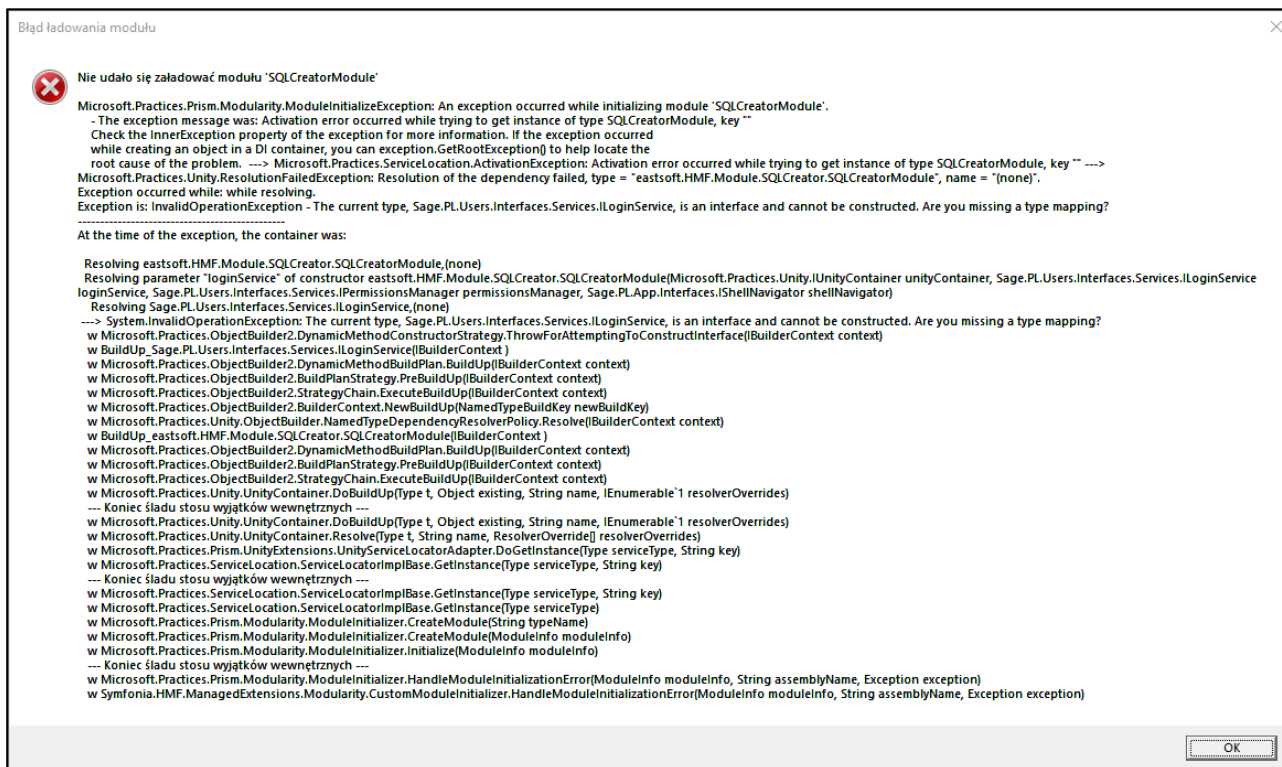 Błąd ładowania modułu
Nie udało się załadować modułu 'SQLCreatorModule'
Microsoft.Practices.Prism.Modularity.ModuleInitializeException: An exception occurred while initializing module 'SQLCreatorModule'.
- The exception message was: Activation error occurred while trying to get instance of type SQLCreatorModule, key ""
Check the InnerException property of the exception for more information. If the exception occurred
while creating an object in a DI container, you can exception.GetRootException() to help locate the
root cause of the problem. ---> Microsoft.Practices.ServiceLocation.ActivationException: Activation error occurred while trying to get instance of type SQLCreatorModule, key "" --->
Microsoft.Practices.Unity.ResolutionFailedException: Resolution of the dependency failed, type = "eastsoft.HMF.Module.SQLCreator.SQLCreatorModule", name = "(none)".
Exception occurred while: while resolving.
Exception is: InvalidOperationException - The current type, Sage.PL.Users.Interfaces.Services.ILoginService, is an interface and cannot be constructed. Are you missing a type mapping?
-----------------------------------------------
At the time of the exception, the container was:
Resolving eastsoft.HMF.Module.SQLCreator.SQLCreatorModule,(none)
Resolving parameter "loginService" of constructor eastsoft.HMF.Module.SQLCreator.SQLCreatorModule(Microsoft.Practices.Unity.IUnityContainer unityContainer, Sage.PL.Users.Interfaces.Services.ILoginService
loginService, Sage.PL.Users.Interfaces.Services.IPermissionsManager permissionsManager, Sage.PL.App.Interfaces.IShellNavigator shellNavigator)
Resolving Sage.PL.Users.Interfaces.Services.ILoginService,(none)
---> System.InvalidOperationException: The current type, Sage.PL.Users.Interfaces.Services.ILoginService, is an interface and cannot be constructed. Are you missing a type mapping?
w Microsoft.Practices.ObjectBuilder2.DynamicMethodConstructorStrategy.ThrowForAttemptingToConstructInterface(IBuilderContext context)
w BuildUp_Sage.PL.Users.Interfaces.Services.ILoginService(IBuilderContext )
w Microsoft.Practices.ObjectBuilder2.DynamicMethodBuildPlan.BuildUp(IBuilderContext context)
w Microsoft.Practices.ObjectBuilder2.BuildPlanStrategy.PreBuildUp(IBuilderContext context)
w Microsoft.Practices.ObjectBuilder2.StrategyChain.ExecuteBuildUp(IBuilderContext context)
w Microsoft.Practices.ObjectBuilder2.BuilderContext.NewBuildUp(NamedTypeBuildKey newBuildKey)
w Microsoft.Practices.Unity.ObjectBuilder.NamedTypeDependencyResolverPolicy.Resolve(IBuilderContext context)
w BuildUp_eastsoft.HMF.Module.SQLCreator.SQLCreatorModule(IBuilderContext )
w Microsoft.Practices.ObjectBuilder2.DynamicMethodBuildPlan.BuildUp(IBuilderContext context)
w Microsoft.Practices.ObjectBuilder2.BuildPlanStrategy.PreBuildUp(IBuilderContext context)
w Microsoft.Practices.ObjectBuilder2.StrategyChain.ExecuteBuildUp(IBuilderContext context)
w Microsoft.Practices.Unity.UnityContainer.DoBuildUp(Type t, Object existing, String name, IEnumerable`1 resolverOverrides)
--- Koniec śladu stosu wyjątków wewnętrznych ---
w Microsoft.Practices.Unity.UnityContainer.DoBuildUp(Type t, Object existing, String name, IEnumerable`1 resolverOverrides)
w Microsoft.Practices.Unity.UnityContainer.Resolve(Type t, String name, ResolverOverride[] resolverOverrides)
w Microsoft.Practices.Prism.UnityExtensions.UnityServiceLocatorAdapter.DoGetInstance(Type serviceType, String key)
w Microsoft.Practices.ServiceLocation.ServiceLocatorImplBase.GetInstance(Type serviceType, String key)
--- Koniec śladu stosu wyjątków wewnętrznych ---
w Microsoft.Practices.ServiceLocation.ServiceLocatorImplBase.GetInstance(Type serviceType, String key)
w Microsoft.Practices.ServiceLocation.ServiceLocatorImplBase.GetInstance(Type serviceType)
w Microsoft.Practices.Prism.Modularity.ModuleInitializer.CreateModule(String typeName)
w Microsoft.Practices.Prism.Modularity.ModuleInitializer.CreateModule(ModuleInfo moduleInfo)
w Microsoft.Practices.Prism.Modularity.ModuleInitializer.Initialize(ModuleInfo moduleInfo)
--- Koniec śladu stosu wyjątków wewnętrznych ---
w Microsoft.Practices.Prism.Modularity.ModuleInitializer.HandleModuleInitializationError(ModuleInfo moduleInfo, String assemblyName, Exception exception)
w Symfonia.HMF.ManagedExtensions.Modularity.CustomModuleInitializer.HandleModuleInitializationError(ModuleInfo moduleInfo, String assemblyName, Exception exception)
OK